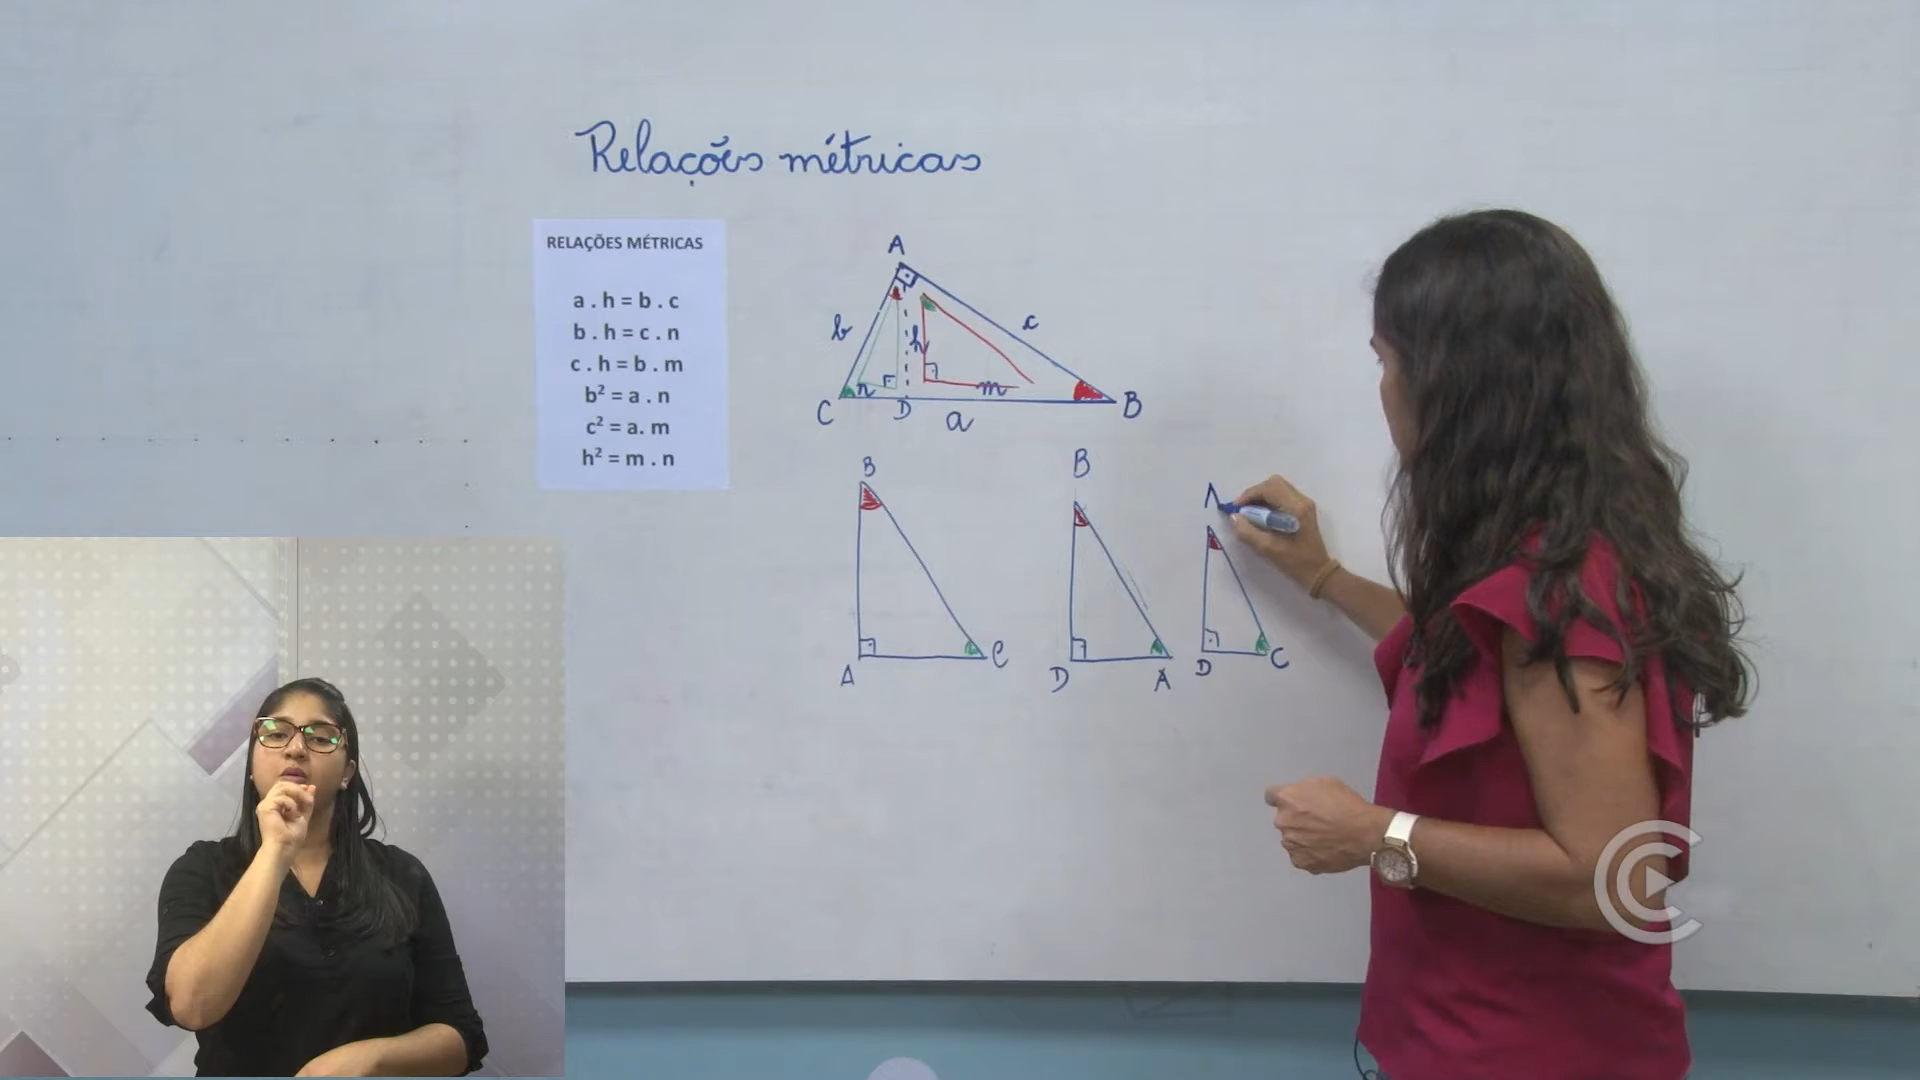 Relações métricas
RELAÇÕES MÉTRICAS
a . h = b . c
b . h = c . n
c . h = b . m
b² = a . n
c² = a. m
h² = m . n
A
b
c
h
n
m
C
D
a
B
B
A
C
B
D
A
A
D
C